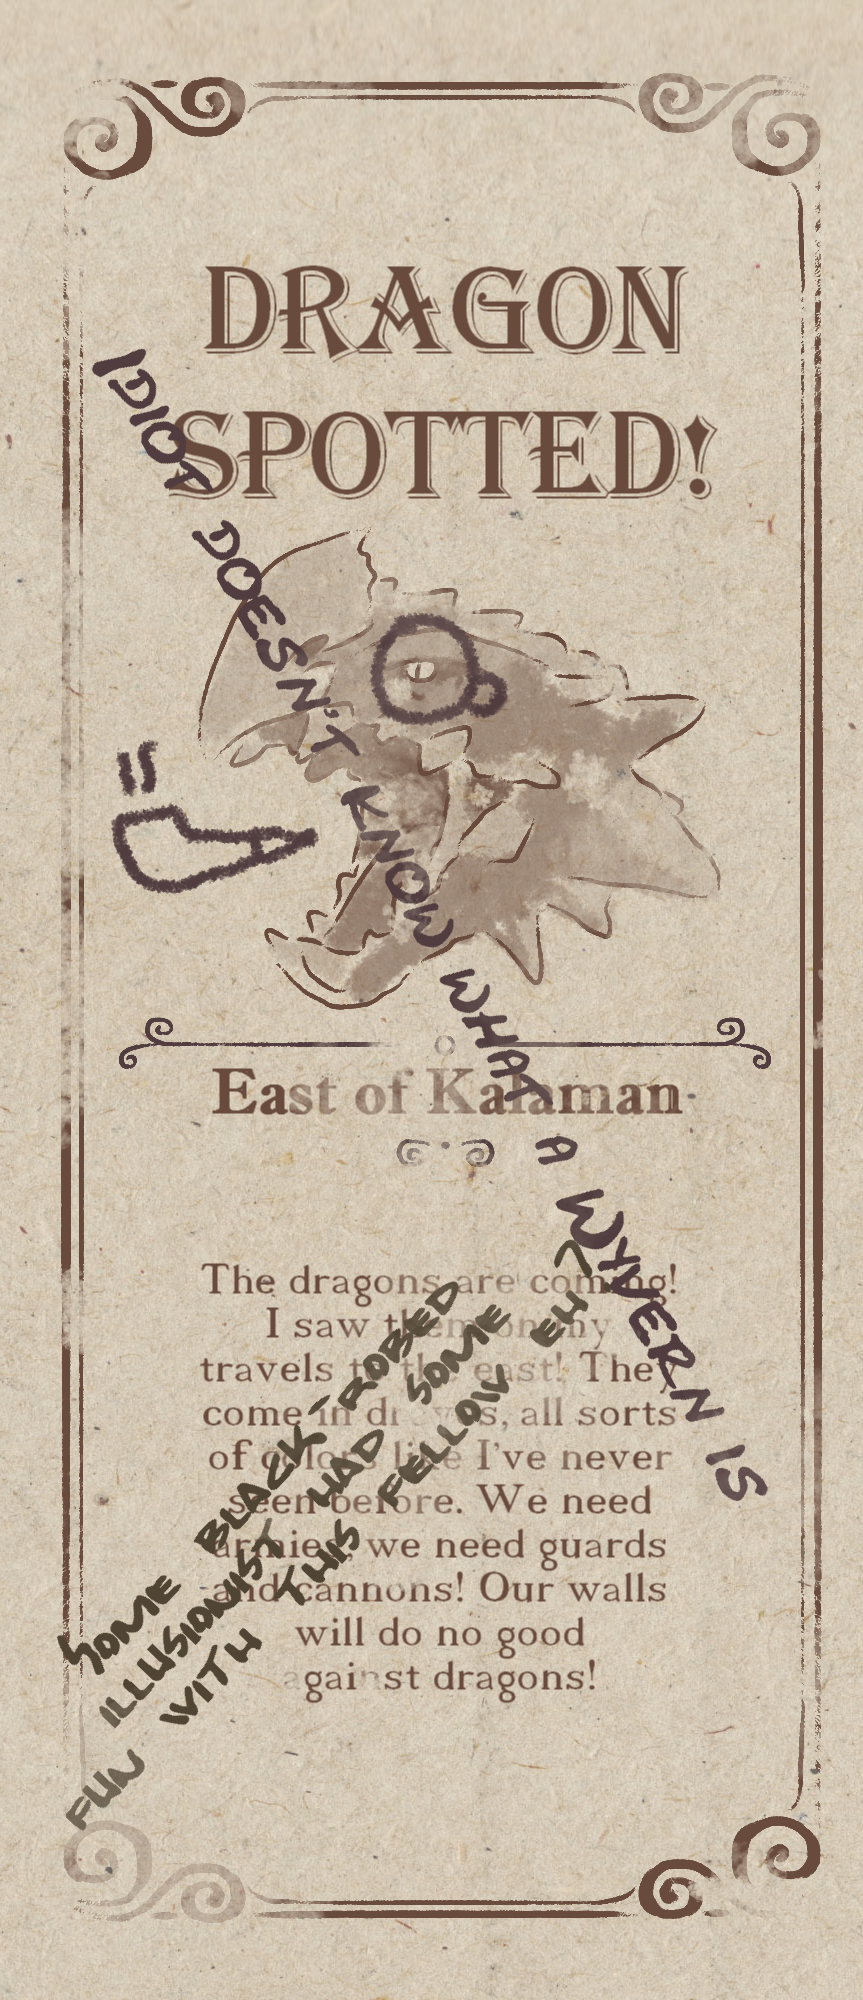 DRAGON
SPOTTED!
East of Kalaman
The dragons are coming!
I saw them on my
travels to the east! They
come in droves, all sorts
of colors like I've never
seen before. We need
armies, we need guards
and cannons! Our walls
will do no good
against dragons!
IDIOT DOESN'T KNOW WHAT A WYVERN IS
SOME BLACK-ROBED
ILLUSIONIST HAD SOME
FUN WITH THIS FELLOW EH?